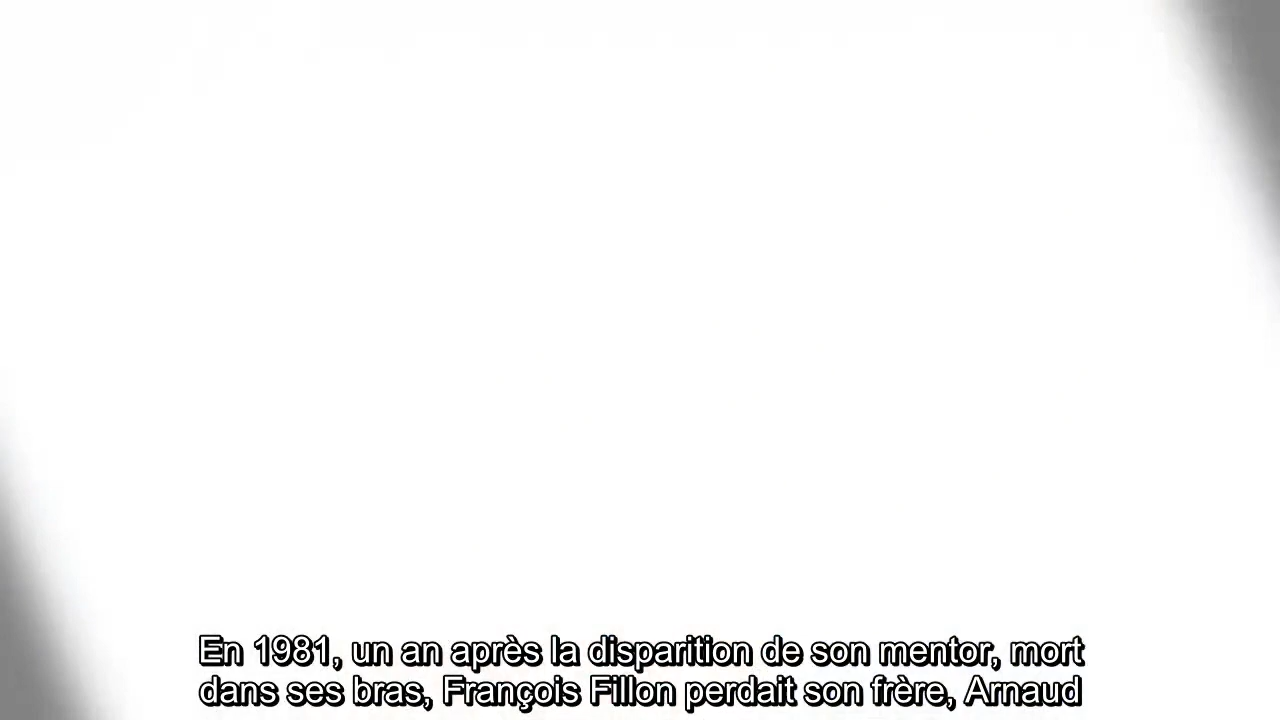 En 1981, un an après la disparition de son mentor, mort
dans ses bras, François Fillon perdait son frère, Arnaud